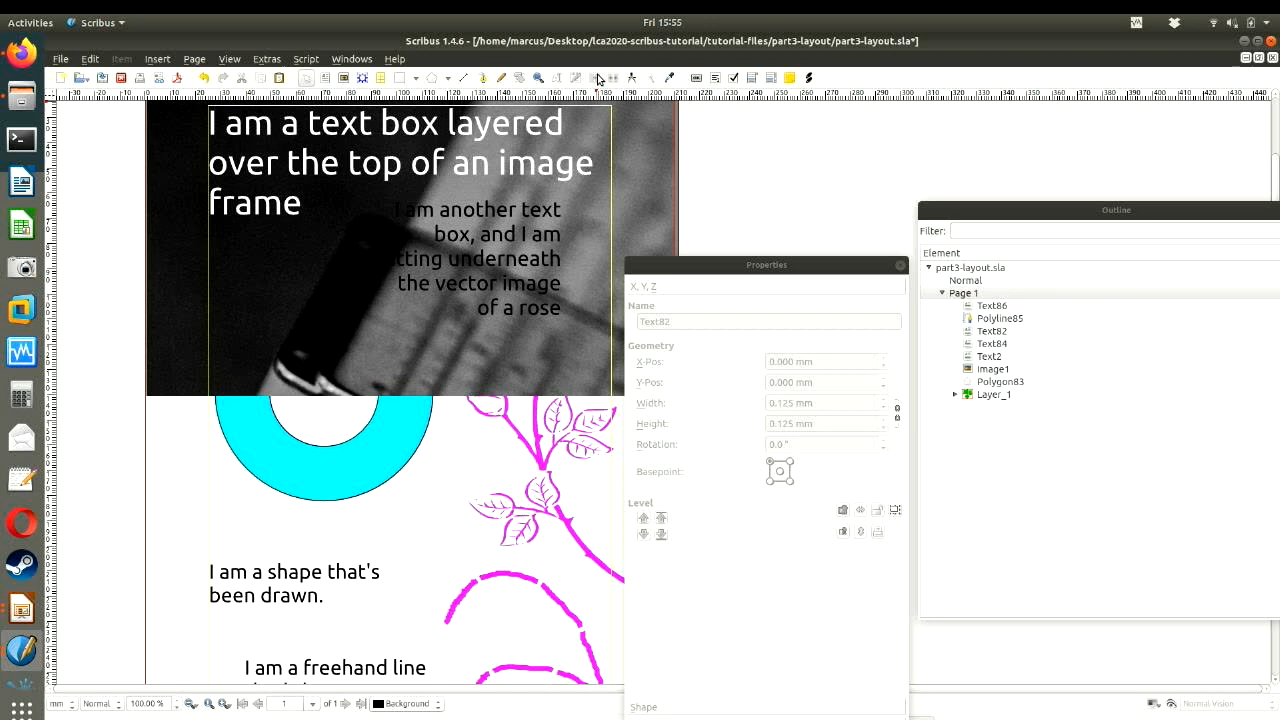 Activities
Scribus
Fri 15:55
Scribus 1.4.6 - [/home/marcus/Desktop/lca2020-scribus-tutorial/tutorial-files/part3-layout/part3-layout.sla*]
File Edit Item Insert Page View Extras Script Windows Help
I am a text box layered
over the top of an image
frame
I am another text
box, and I am
underneath
the vector image
of a rose
I am a shape that's
been drawn.
I am a freehand line
Properties
X, Y, Z
Name
Text82
Geometry
X-Pos: 0.000 mm
Y-Pos: 0.000 mm
Width: 0.125 mm
Height: 0.125 mm
Rotation: 0.0 °
Basepoint:
Level
Shape
Outline
Filter:
Element
part3-layout.sla
Normal
Page 1
Text86
Polyline85
Text82
Text84
Text2
Image1
Polygon83
Layer_1
mm Normal 100.00 % 1 of 1 Background Normal Vision